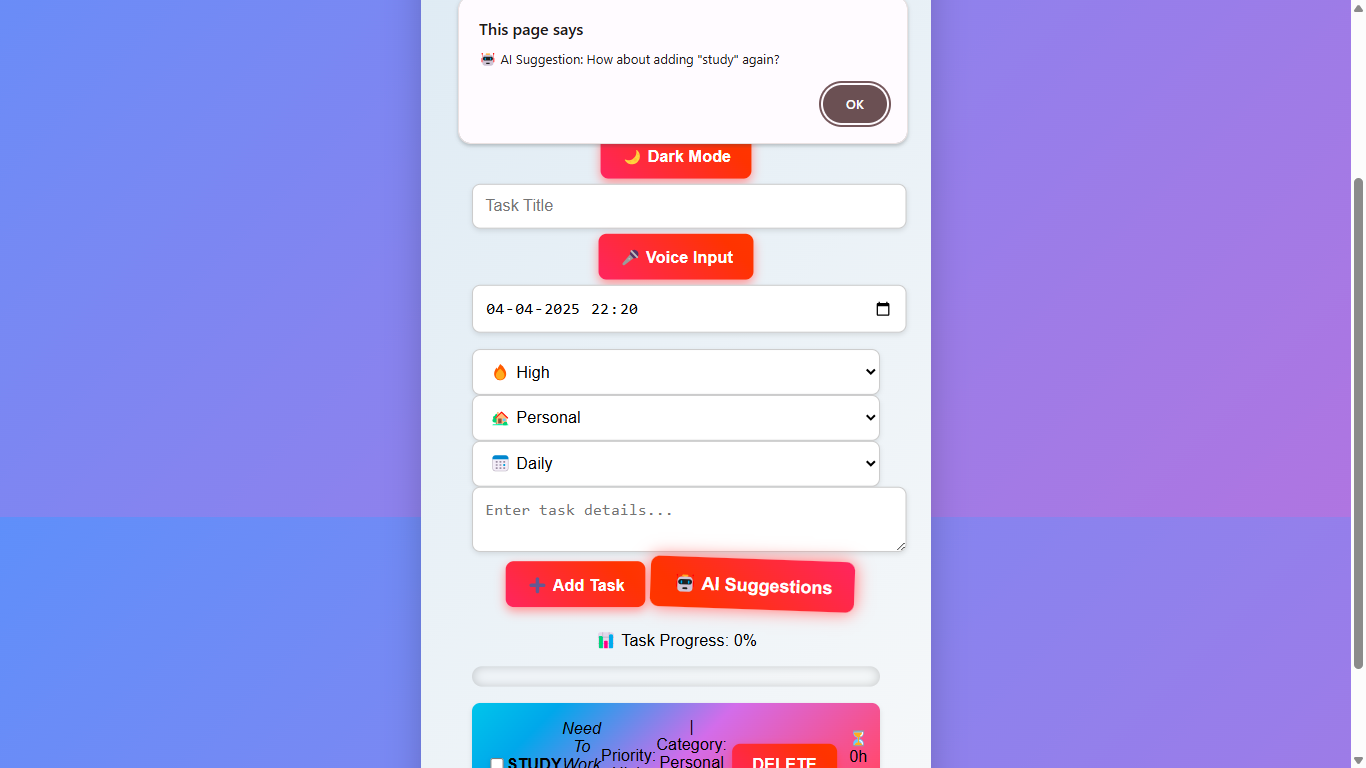 This page says
🤖 AI Suggestion: How about adding "study" again?
OK
🌙 Dark Mode
Task Title
🎤 Voice Input
04-04-2025 22:20
🔥 High
🏡 Personal
📅 Daily
Enter task details...
➕ Add Task
🤖 AI Suggestions
📊 Task Progress: 0%
STUDY
Need
To
Work
Priority:
|
Category:
Personal
DELETE
⏳
0h